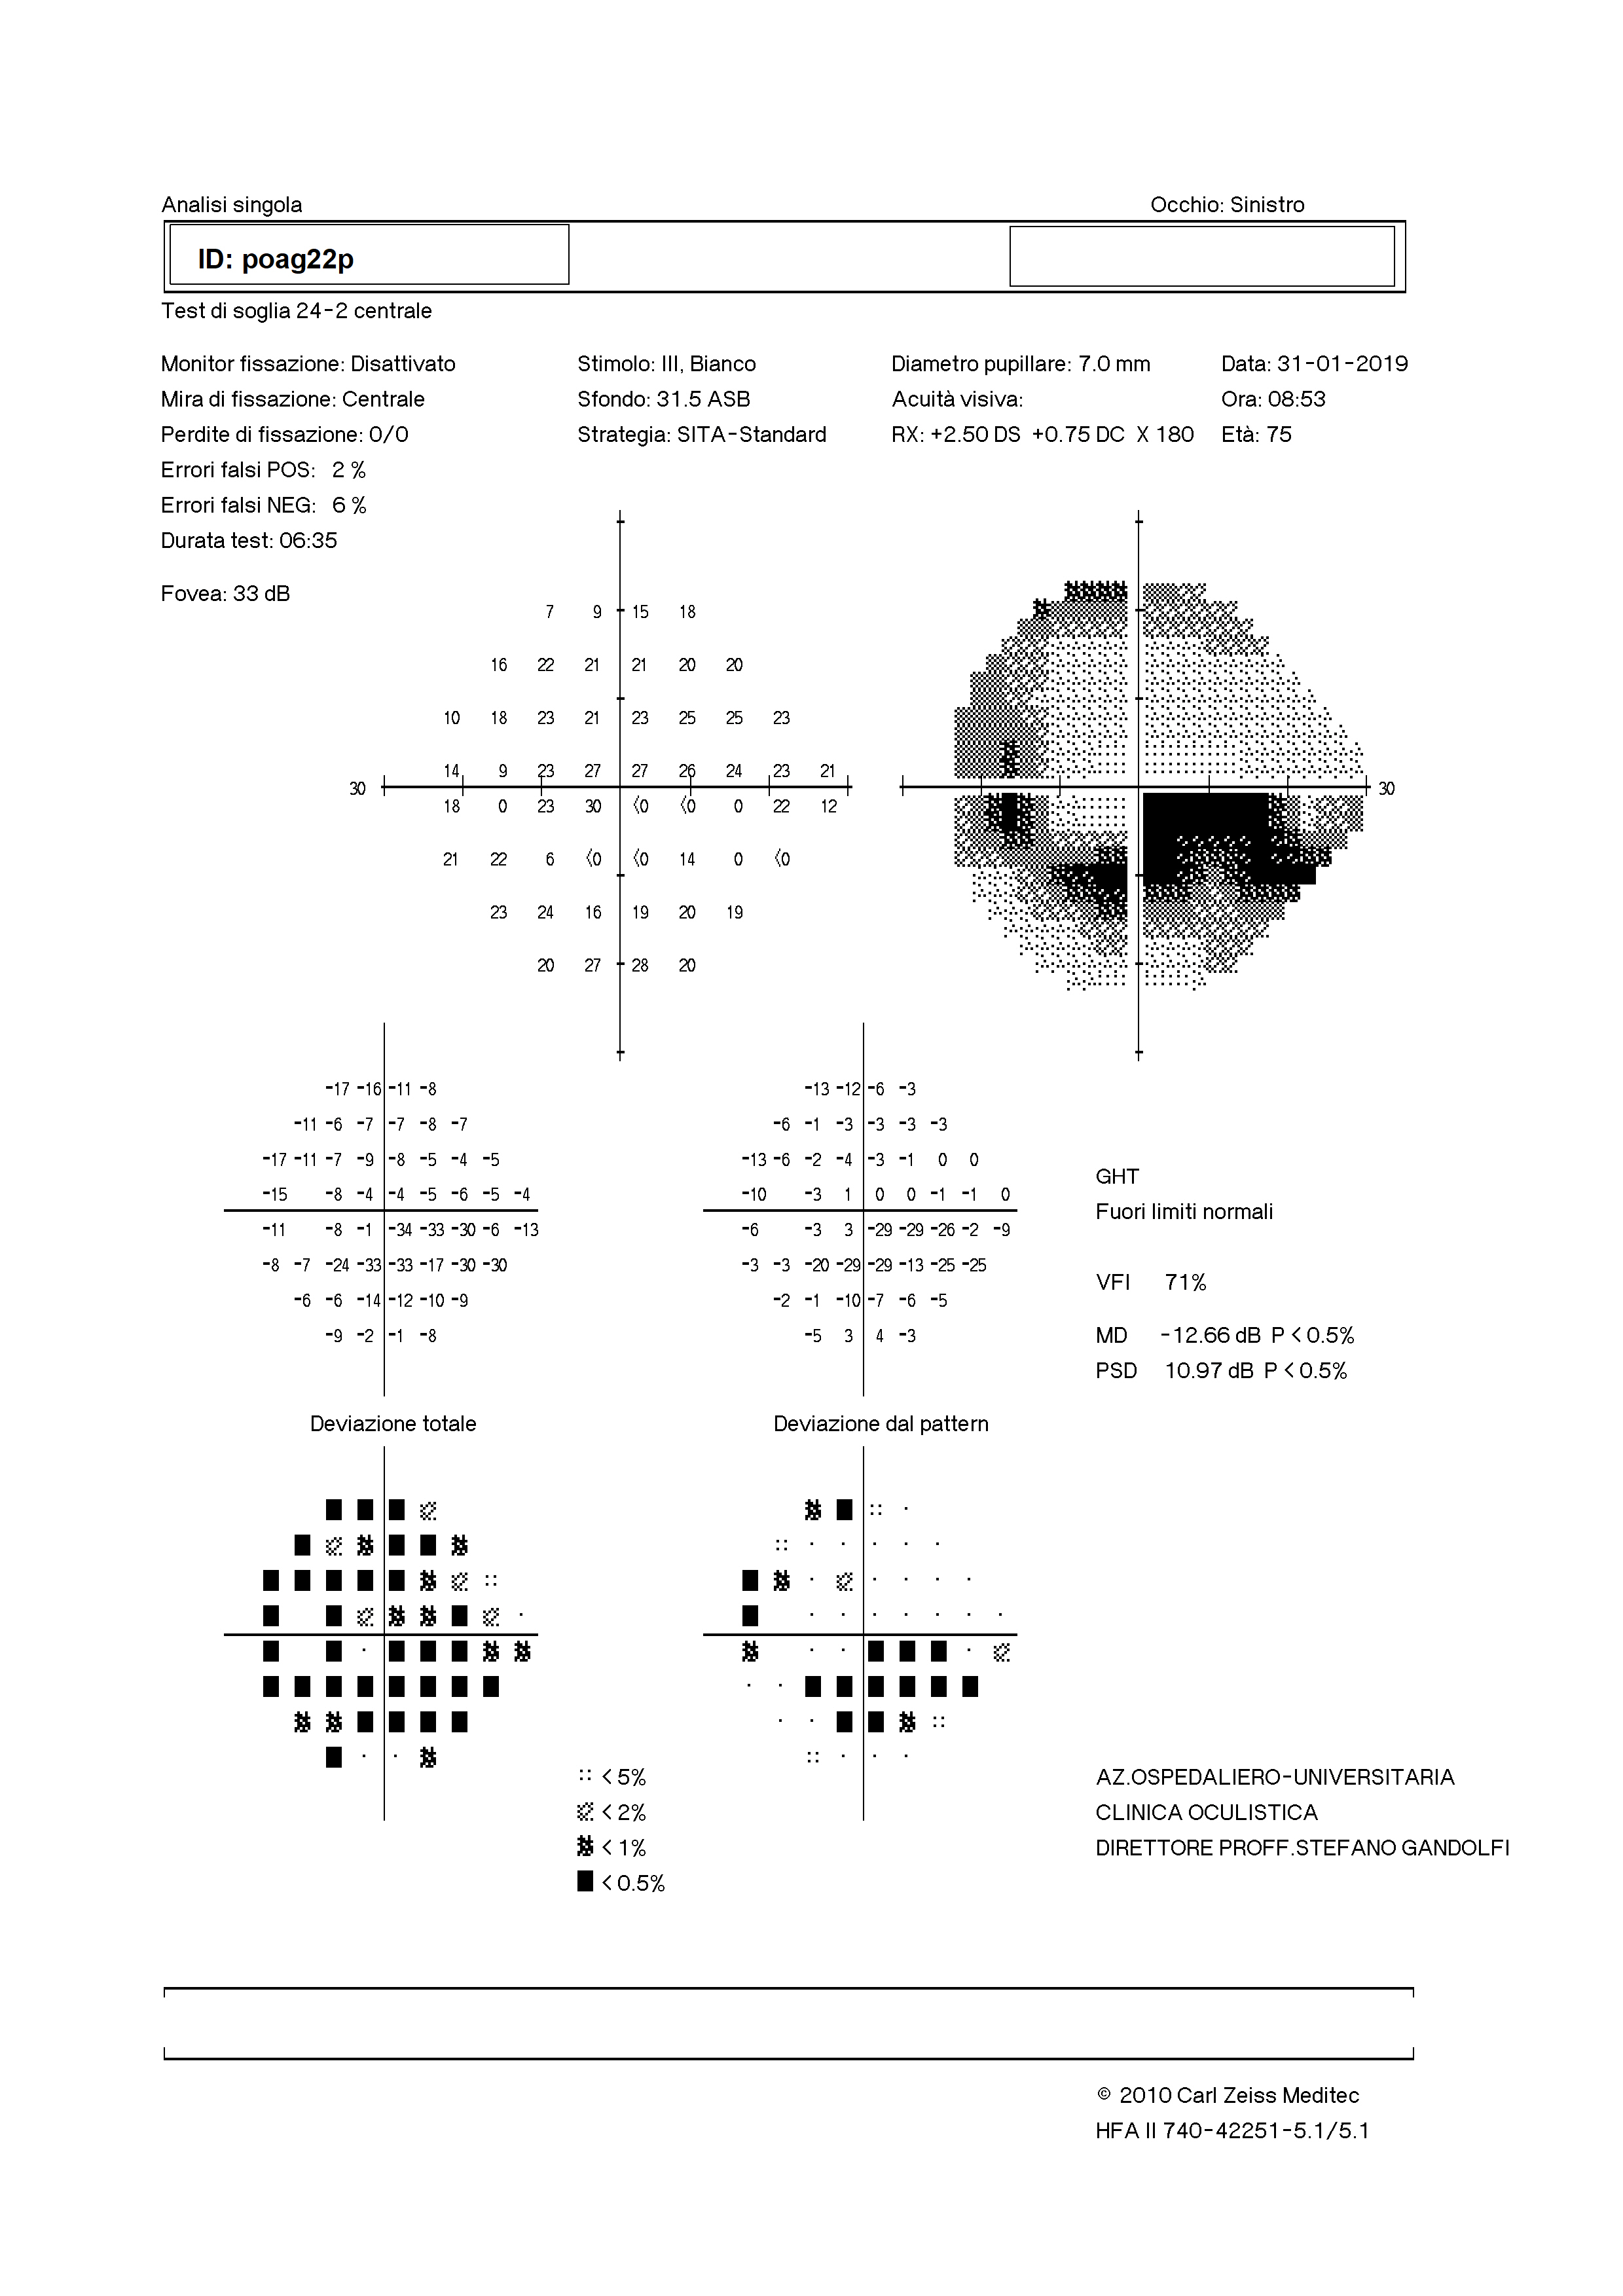 Analisi singola Occhio: Sinistro
ID: poag22p
Test di soglia 24-2 centrale
Monitor fissazione: Disattivato Stimolo: III, Bianco Diametro pupillare: 7.0 mm Data: 31-01-2019
Mira di fissazione: Centrale Sfondo: 31.5 ASB Acuità visiva: Ora: 08:53
Perdite di fissazione: 0/0 Strategia: SITA-Standard RX: +2.50 DS +0.75 DC X 180 Età: 75
Errori falsi POS: 2 %
Errori falsi NEG: 6 %
Durata test: 06:35
Fovea: 33 dB
7 9 15 18
16 22 21 21 20 20
10 18 23 21 23 25 25 23
14 9 23 27 27 26 24 23 21
30 30
18 0 23 30 <0 <0 0 22 12
21 22 6 <0 <0 14 0 <0
23 24 16 19 20 19
20 27 28 20
-17 -16 -11 -8 -13 -12 -6 -3
-11 -6 -7 -7 -8 -7 -6 -1 -3 -3 -3 -3
-17 -11 -7 -9 -8 -5 -4 -5 -13 -6 -2 -4 -3 -1 0 0
GHT
-15 -8 -4 -4 -5 -6 -5 -4 -10 -3 1 0 0 -1 -1 0
Fuori limiti normali
-11 -8 -1 -34 -33 -30 -6 -13 -6 -3 3 -29 -29 -26 -2 -9
-8 -7 -24 -33 -33 -17 -30 -30 -3 -3 -20 -29 -29 -13 -25 -25
VFI 71%
-6 -6 -14 -12 -10 -9 -2 -1 -10 -7 -6 -5
-9 -2 -1 -8 -5 3 4 -3 MD -12.66 dB P < 0.5%
PSD 10.97 dB P < 0.5%
Deviazione totale Deviazione dal pattern
< 5% AZ.OSPEDALIERO-UNIVERSITARIA
< 2% CLINICA OCULISTICA
< 1% DIRETTORE PROFF.STEFANO GANDOLFI
< 0.5%
© 2010 Carl Zeiss Meditec
HFA II 740-42251-5.1/5.1